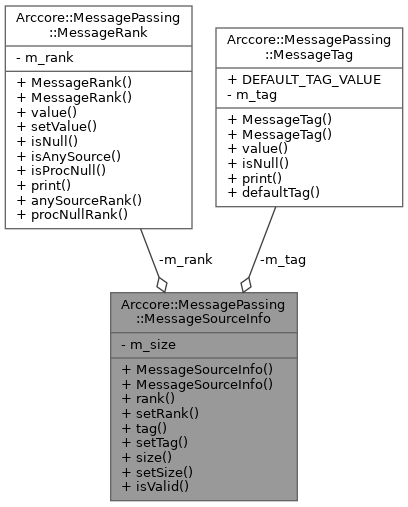 Arccore::MessagePassing
::MessageRank
- m_rank
+ MessageRank()
+ MessageRank()
+ value()
+ setValue()
+ isNull()
+ isAnySource()
+ isProcNull()
+ print()
+ anySourceRank()
+ procNullRank()
Arccore::MessagePassing
::MessageTag
+ DEFAULT_TAG_VALUE
- m_tag
+ MessageTag()
+ MessageTag()
+ value()
+ isNull()
+ print()
+ defaultTag()
-m_rank
-m_tag
Arccore::MessagePassing
::MessageSourceInfo
- m_size
+ MessageSourceInfo()
+ MessageSourceInfo()
+ rank()
+ setRank()
+ tag()
+ setTag()
+ size()
+ setSize()
+ isValid()